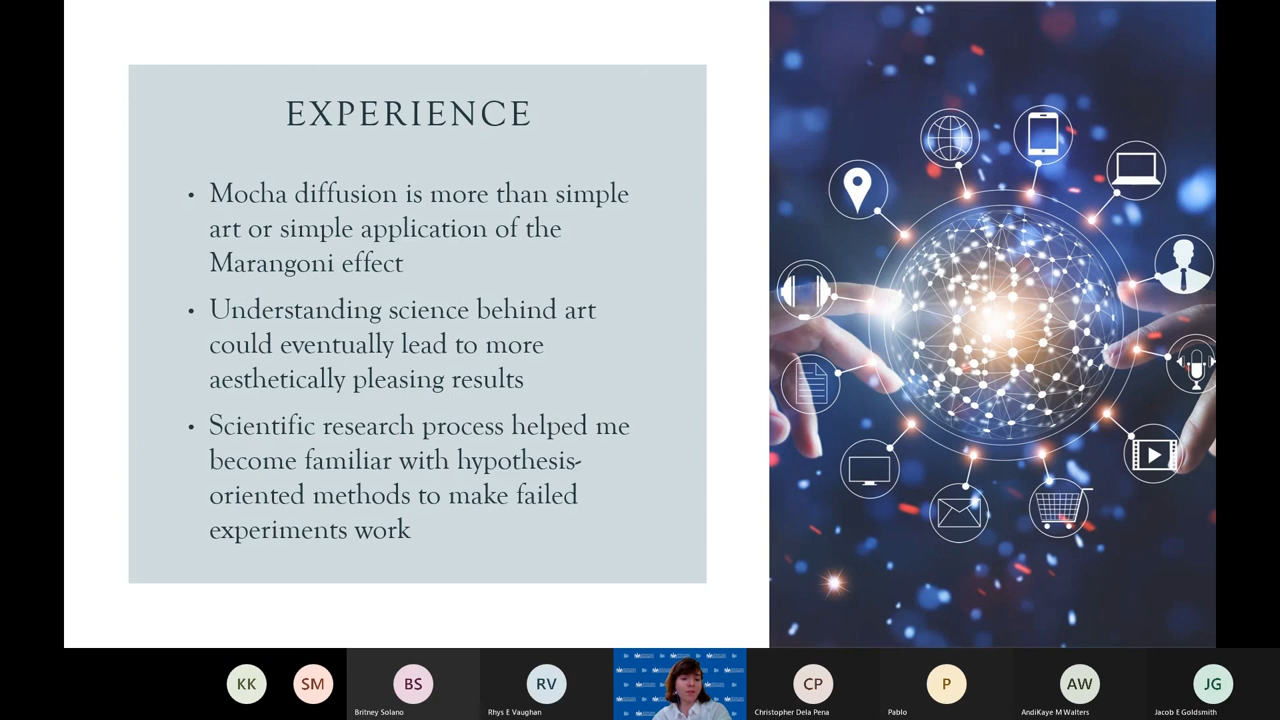 EXPERIENCE
• Mocha diffusion is more than simple
art or simple application of the
Marangoni effect
• Understanding science behind art
could eventually lead to more
aesthetically pleasing results
• Scientific research process helped me
become familiar with hypothesis-
oriented methods to make failed
experiments work
KK SM BS RV CP P AW JG
Britney Solano Rhys E Vaughan Christopher Dela Pena Pablo AndiKaye M Walters Jacob E Goldsmith